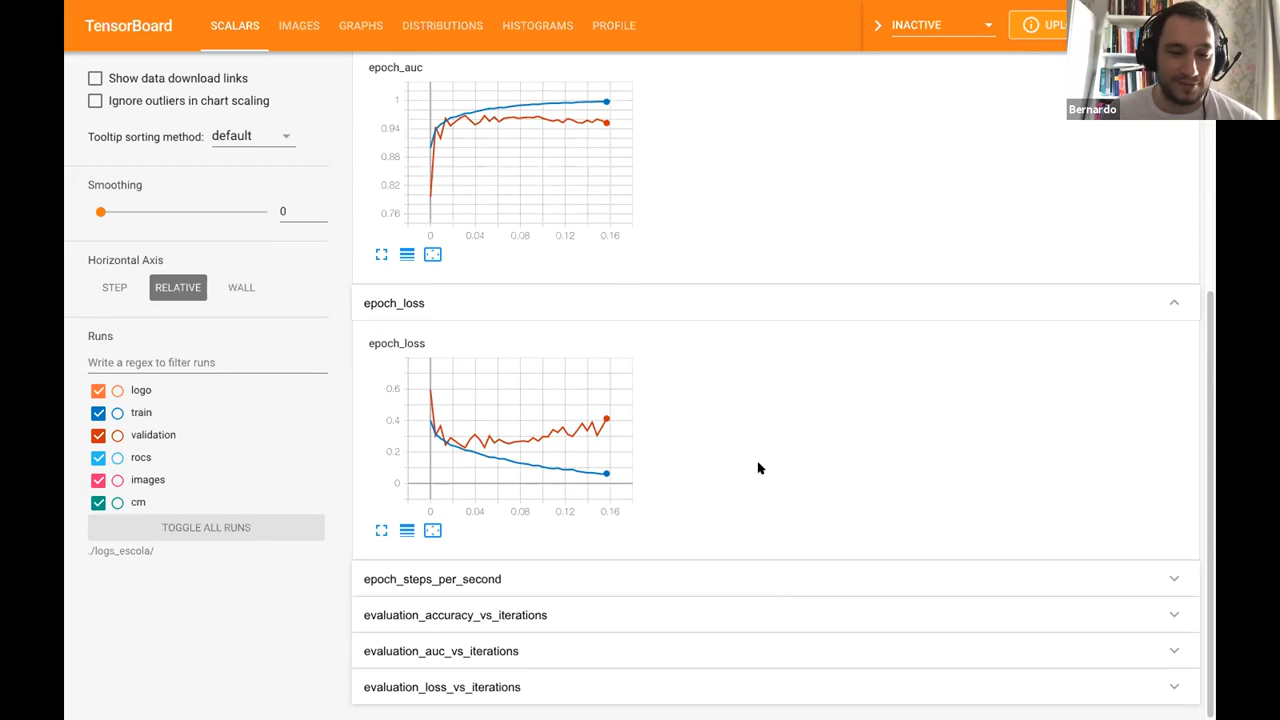 TensorBoard
SCALARS
IMAGES
GRAPHS
DISTRIBUTIONS
HISTOGRAMS
PROFILE
INACTIVE
Bernardo
Show data download links
Ignore outliers in chart scaling
Tooltip sorting method:
default
Smoothing
0
Horizontal Axis
STEP
RELATIVE
WALL
Runs
Write a regex to filter runs
logo
train
validation
rocs
images
cm
TOGGLE ALL RUNS
./logs_escola/
epoch_auc
1
0.94
0.88
0.82
0.76
0
0.04
0.08
0.12
0.16
epoch_loss
epoch_loss
0.6
0.4
0.2
0
0
0.04
0.08
0.12
0.16
epoch_steps_per_second
evaluation_accuracy_vs_iterations
evaluation_auc_vs_iterations
evaluation_loss_vs_iterations